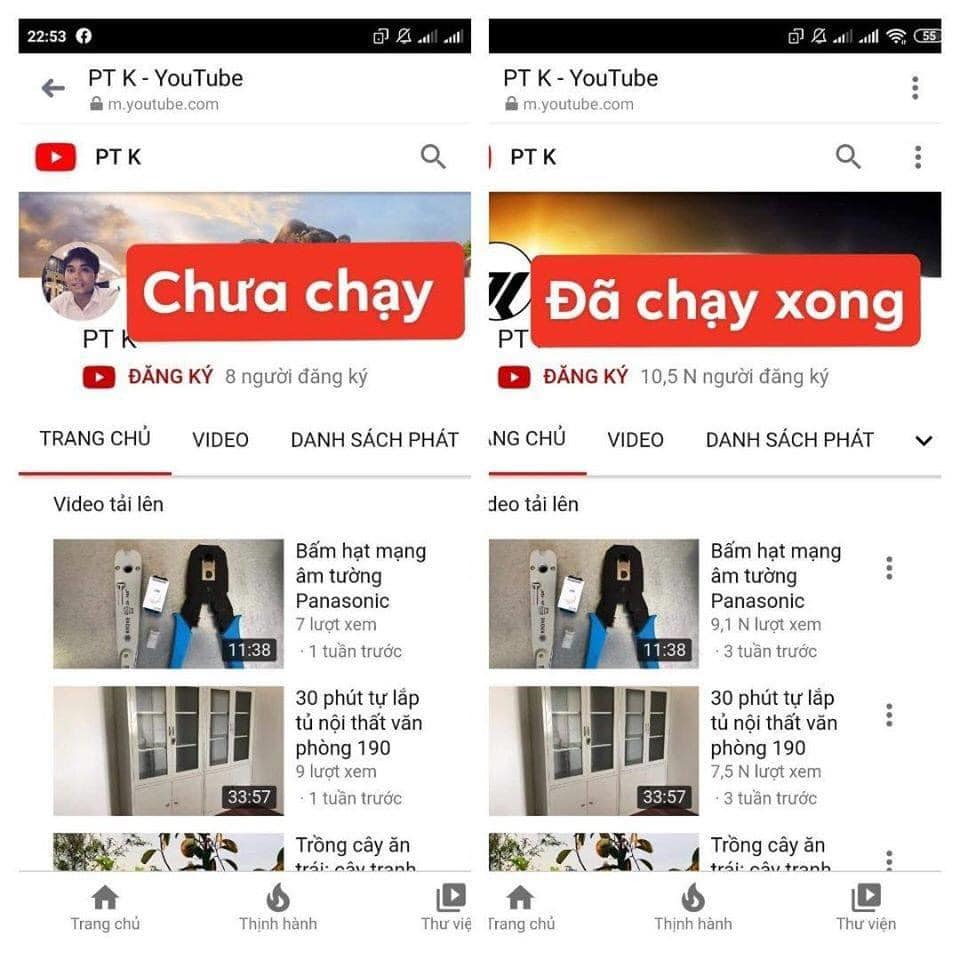 22:53
PT K - YouTube
m.youtube.com
PT K
Chưa chạy
PT K
ĐĂNG KÝ 8 người đăng ký
TRANG CHỦ VIDEO DANH SÁCH PHÁT
Video tải lên
11:38
Bấm hạt mạng
âm tường
Panasonic
7 lượt xem
· 1 tuần trước
33:57
30 phút tự lắp
tủ nội thất văn
phòng 190
9 lượt xem
· 1 tuần trước
Trồng cây ăn
trái: cây tranh
Trang chủ Thịnh hành Thư viện
55
PT K - YouTube
m.youtube.com
PT K
Đã chạy xong
PT
ĐĂNG KÝ 10,5 N người đăng ký
ANG CHỦ VIDEO DANH SÁCH PHÁT
deo tải lên
11:38
Bấm hạt mạng
âm tường
Panasonic
9,1 N lượt xem
· 3 tuần trước
33:57
30 phút tự lắp
tủ nội thất văn
phòng 190
7,5 N lượt xem
· 3 tuần trước
Trồng cây ăn
trái: cây tranh
Trang chủ Thịnh hành Thư viện